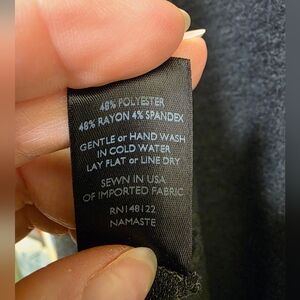 48% POLYESTER
48% RAYON 4% SPANDEX
GENTLE or HAND WASH
IN COLD WATER
LAY FLAT or LINE DRY
SEWN IN USA
OF IMPORTED FABRIC
RN148122
NAMASTE